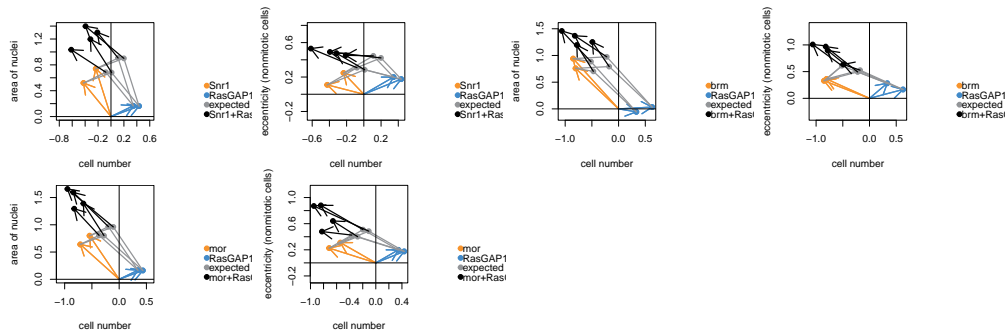 area of nuclei
0.0 0.4 0.8 1.2
−0.8 −0.2 0.2 0.6
cell number
Snr1
RasGAP1
expected
Snr1+Ras
eccentricity (nonmitotic cells)
−0.2 0.2 0.6
−0.6 −0.2 0.2
cell number
Snr1
RasGAP1
expected
Snr1+Ras
area of nuclei
0.0 0.5 1.0 1.5
−1.0 0.0 0.5
cell number
brm
RasGAP1
expected
brm+Ras
eccentricity (nonmitotic cells)
0.0 0.5 1.0
−1.0 0.0 0.5
cell number
brm
RasGAP1
expected
brm+Ras
area of nuclei
0.0 0.5 1.0 1.5
−1.0 0.0 0.5
cell number
mor
RasGAP1
expected
mor+Ras
eccentricity (nonmitotic cells)
−0.2 0.2 0.6 1.0
−1.0 −0.4 0.0 0.4
cell number
mor
RasGAP1
expected
mor+Ras